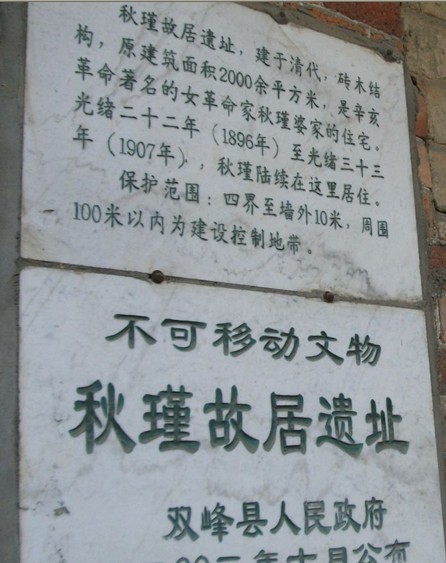 秋瑾故居遗址，建于清代，砖木结
构，原建筑面积2000余平方米，是辛亥
革命著名的女革命家秋瑾婆家的住宅。
光绪二十二年（1896年）至光绪三十三
年（1907年），秋瑾陆续在这里居住。
保护范围：四界至墙外10米，周围
100米以内为建设控制地带。
不可移动文物
秋瑾故居遗址
双峰县人民政府
年十月公布